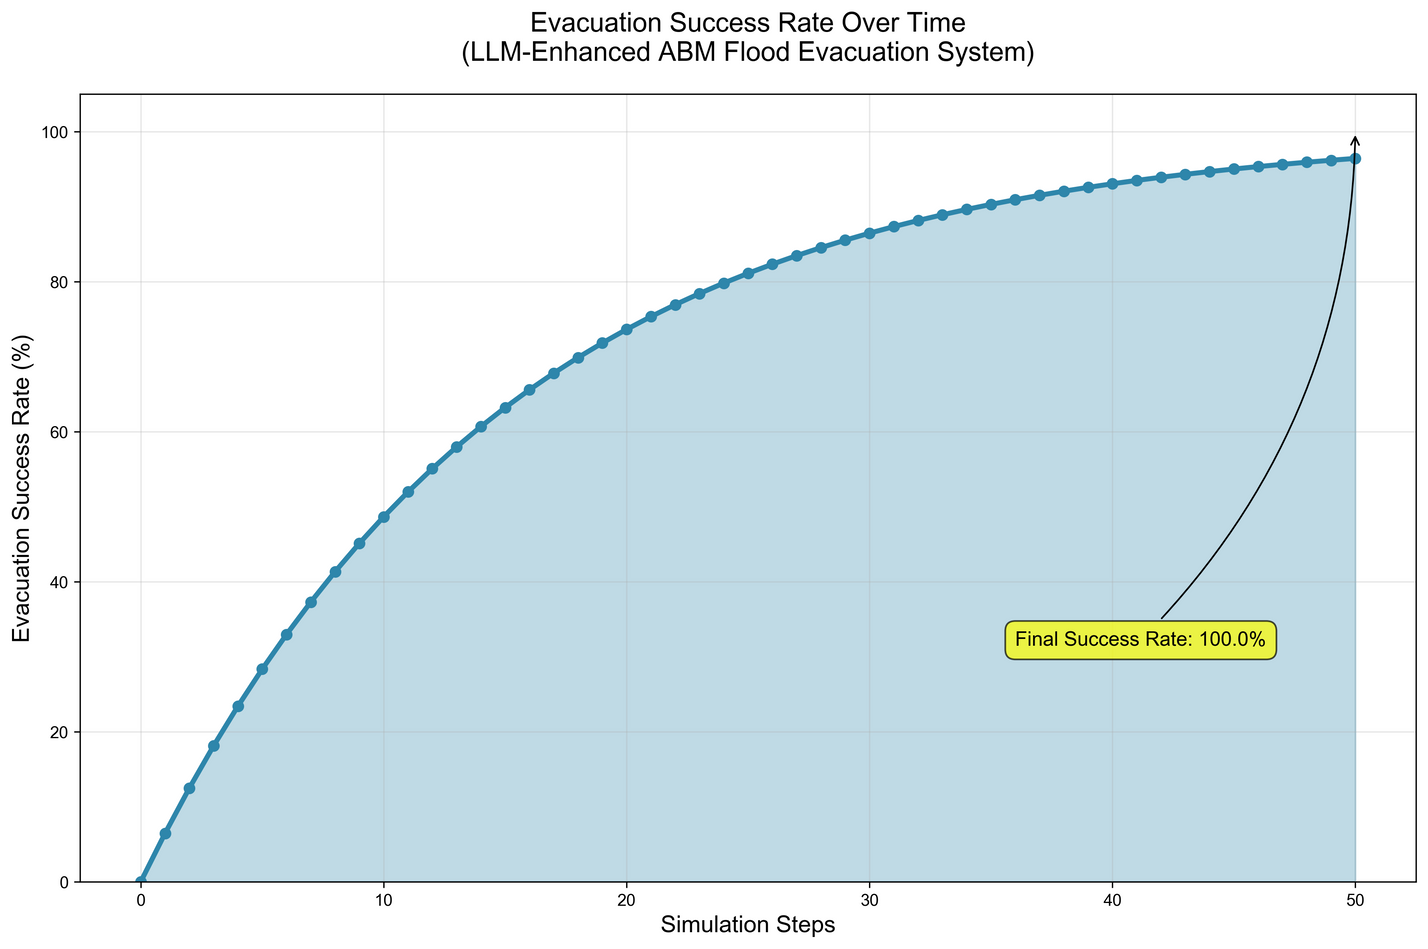 Evacuation Success Rate Over Time
(LLM-Enhanced ABM Flood Evacuation System)
Evacuation Success Rate (%)
100
80
60
40
20
0
Final Success Rate: 100.0%
0
10
20
30
40
50
Simulation Steps